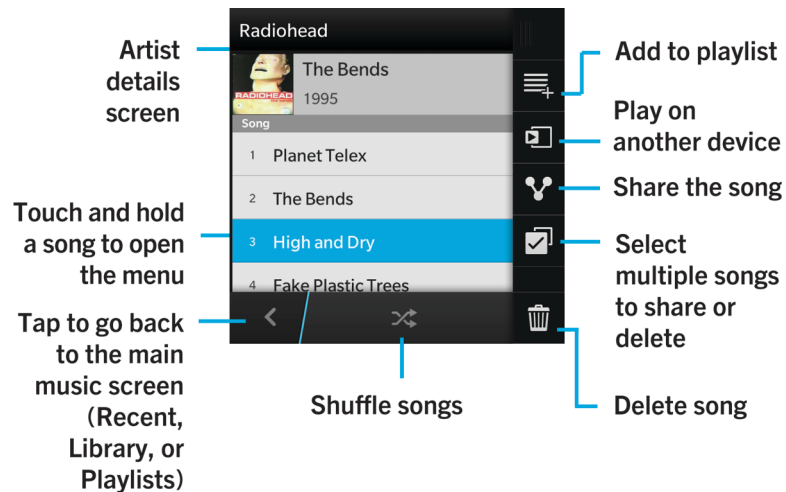 Artist
details
screen
Touch and hold
a song to open
the menu
Tap to go back
to the main
music screen
(Recent,
Library, or
Playlists)
Radiohead
RADIOHEAD
The Bends
1995
Song
1 Planet Telex
2 The Bends
3 High and Dry
4 Fake Plastic Trees
Shuffle songs
Add to playlist
Play on
another device
Share the song
Select
multiple songs
to share or
delete
Delete song